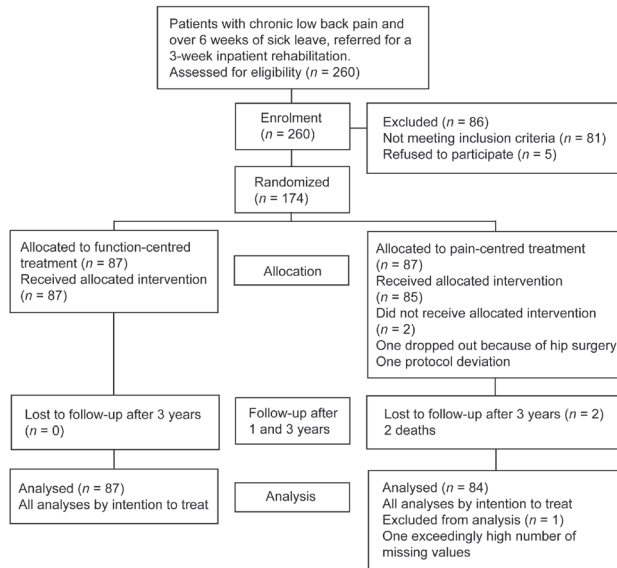 Patients with chronic low back pain and
over 6 weeks of sick leave, referred for a
3-week inpatient rehabilitation.
Assessed for eligibility (n = 260)
Enrolment
(n = 260)
Excluded (n = 86)
Not meeting inclusion criteria (n = 81)
Refused to participate (n = 5)
Randomized
(n = 174)
Allocated to function-centred
treatment (n = 87)
Received allocated intervention
(n = 87)
Allocation
Allocated to pain-centred treatment
(n = 87)
Received allocated intervention
(n = 85)
Did not receive allocated intervention
(n = 2)
One dropped out because of hip surgery
One protocol deviation
Lost to follow-up after 3 years
(n = 0)
Follow-up after
1 and 3 years
Lost to follow-up after 3 years (n = 2)
2 deaths
Analysed (n = 87)
All analyses by intention to treat
Analysis
Analysed (n = 84)
All analyses by intention to treat
Excluded from analysis (n = 1)
One exceedingly high number of
missing values